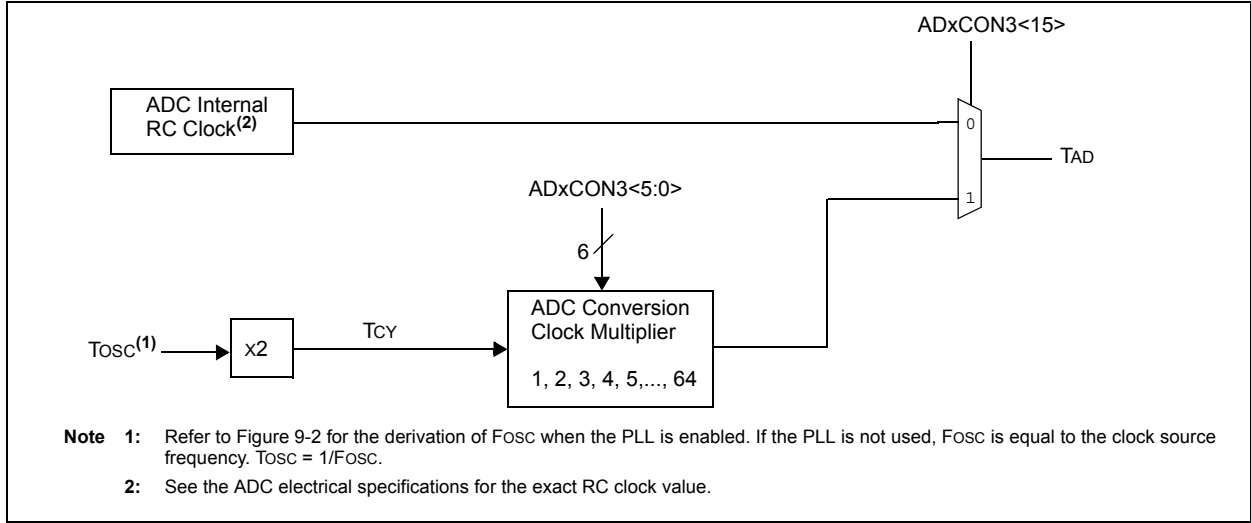 ADxCON3<15>
ADC Internal
RC Clock(2)
0
TAD
ADxCON3<5:0>
1
6
ADC Conversion
Clock Multiplier
TOSC(1)
x2
TCY
1, 2, 3, 4, 5,..., 64
Note 1: Refer to Figure 9-2 for the derivation of FOSC when the PLL is enabled. If the PLL is not used, FOSC is equal to the clock source
frequency. TOSC = 1/FOSC.
2: See the ADC electrical specifications for the exact RC clock value.